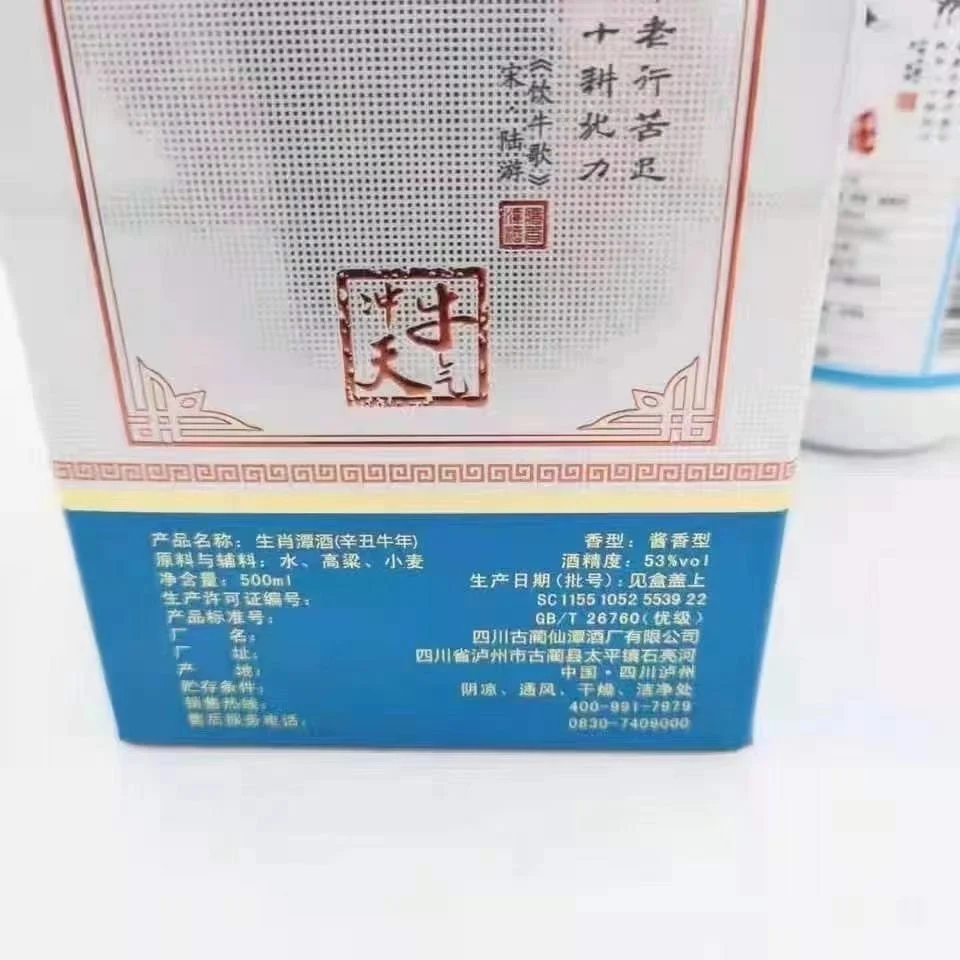 老行苦迟
十耕犹力
《饮牛歌》
宋·陆游
牛气
冲天
产品名称：生肖潭酒(辛丑牛年) 香型：酱香型
原料与辅料：水、高粱、小麦 酒精度：53%vol
净含量：500ml 生产日期(批号)：见盒盖上
生产许可证编号： SC1155 1052 5539 22
产品标准号： GB/T 26760(优级)
厂 名： 四川古蔺仙潭酒厂有限公司
厂 址： 四川省泸州市古蔺县太平镇石亮河
产 地： 中国·四川泸州
贮存条件： 阴凉、通风、干燥、洁净处
销售热线： 400-991-7979
售后服务电话： 0830-7409000